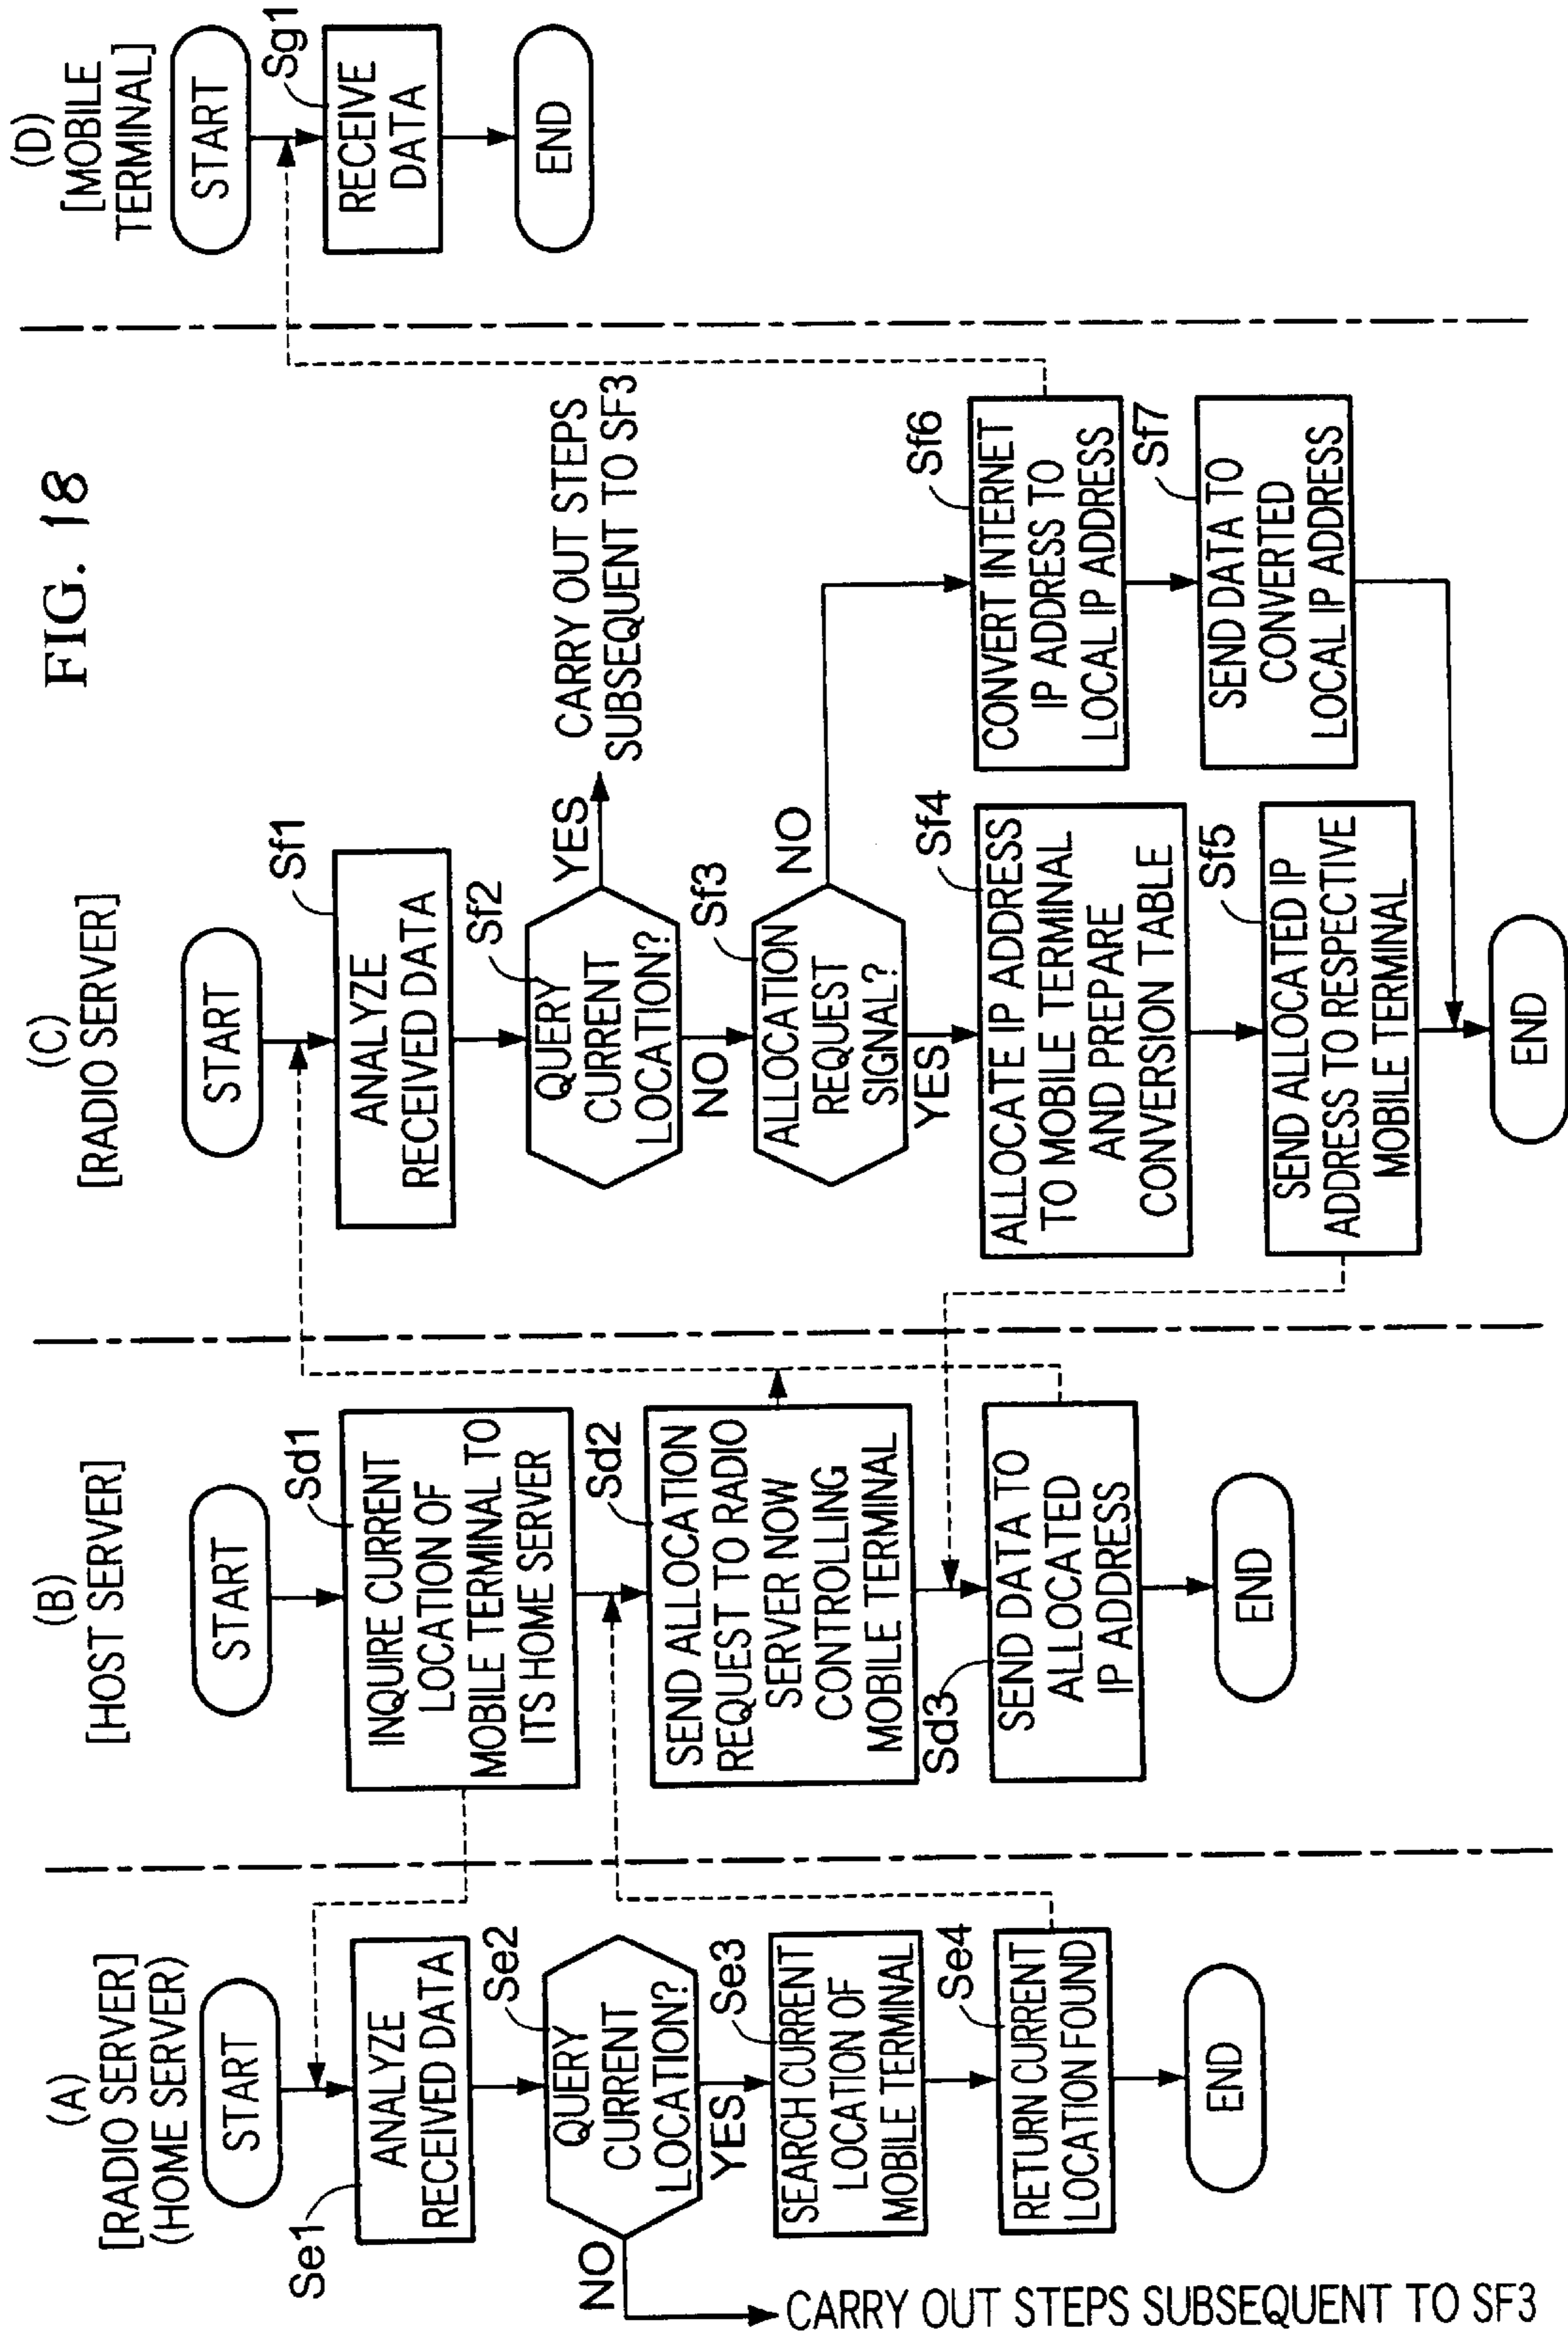 FIG. 18
(A)
[RADIO SERVER]
(HOME SERVER)
START
Se1
ANALYZE
RECEIVED DATA
Se2
QUERY
CURRENT
LOCATION?
NO
CARRY OUT STEPS SUBSEQUENT TO SF3
YES
Se3
SEARCH CURRENT
LOCATION OF
MOBILE TERMINAL
Se4
RETURN CURRENT
LOCATION FOUND
END
(B)
[HOST SERVER]
START
Sd1
INQUIRE CURRENT
LOCATION OF
MOBILE TERMINAL TO
ITS HOME SERVER
Sd2
SEND ALLOCATION
REQUEST TO RADIO
SERVER NOW
CONTROLLING
MOBILE TERMINAL
Sd3
SEND DATA TO
ALLOCATED
IP ADDRESS
END
(C)
[RADIO SERVER]
START
Sf1
ANALYZE
RECEIVED DATA
Sf2
QUERY
CURRENT
LOCATION?
YES
CARRY OUT STEPS
SUBSEQUENT TO SF3
NO
Sf3
ALLOCATION
REQUEST
SIGNAL?
NO
YES
Sf4
ALLOCATE IP ADDRESS
TO MOBILE TERMINAL
AND PREPARE
CONVERSION TABLE
Sf5
SEND ALLOCATED IP
ADDRESS TO RESPECTIVE
MOBILE TERMINAL
Sf6
CONVERT INTERNET
IP ADDRESS TO
LOCAL IP ADDRESS
Sf7
SEND DATA TO
CONVERTED
LOCAL IP ADDRESS
END
(D)
[MOBILE
TERMINAL]
START
Sg1
RECEIVE
DATA
END